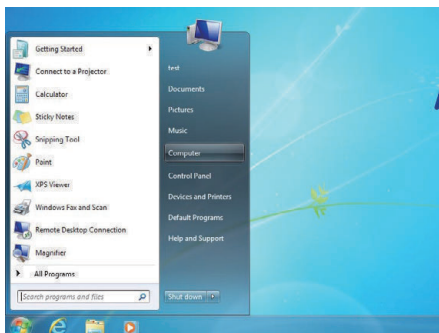 Getting Started
Connect to a Projector
Calculator
Sticky Notes
Snipping Tool
Paint
XPS Viewer
Windows Fax and Scan
Remote Desktop Connection
Magnifier
All Programs
Search programs and files
test
Documents
Pictures
Music
Computer
Control Panel
Devices and Printers
Default Programs
Help and Support
Shut down